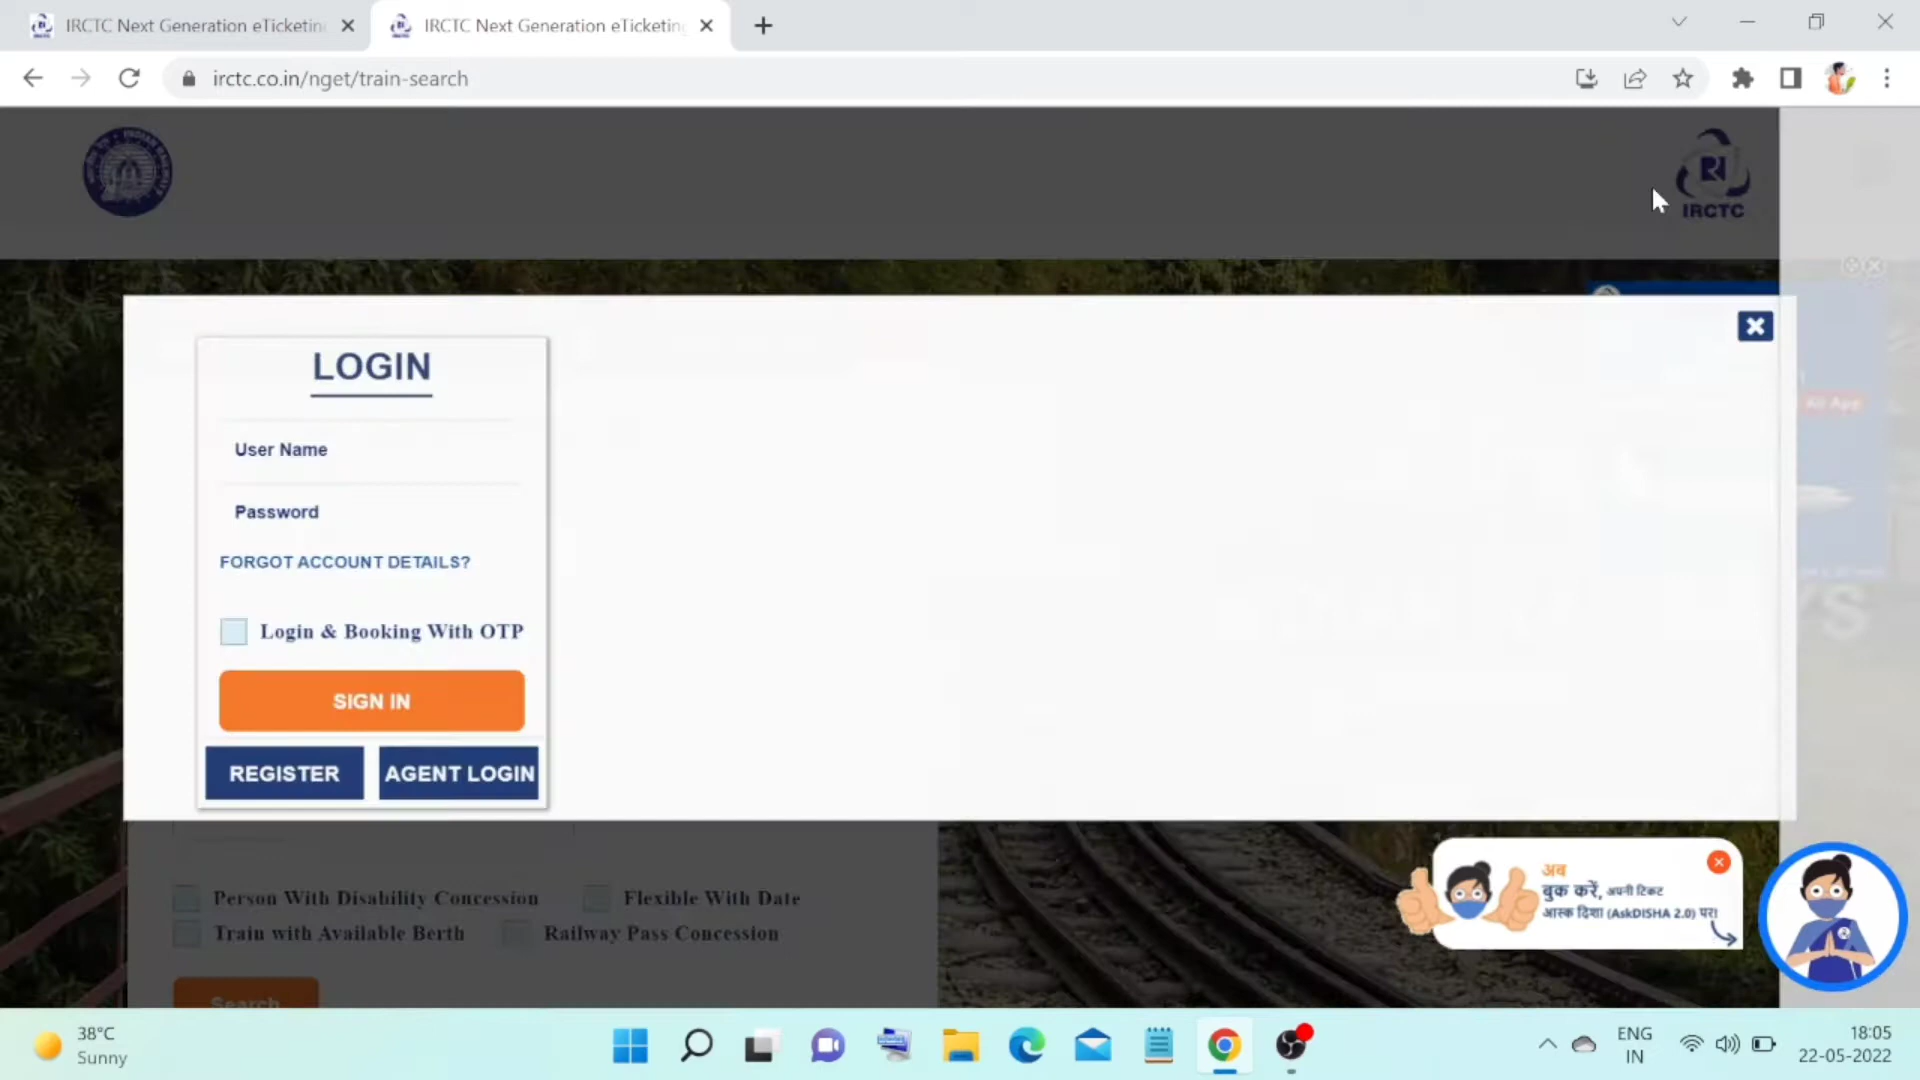 IRCTC Next Generation eTicketing
IRCTC Next Generation eTicketing
irctc.co.in/nget/train-search
IRCTC
LOGIN
User Name
Password
FORGOT ACCOUNT DETAILS?
Login & Booking With OTP
SIGN IN
REGISTER
AGENT LOGIN
Person With Disability Concession
Flexible With Date
Train with Available Berth
Railway Pass Concession
Search
अब
बुक करें, अपनी टिकट
आस्क दिशा (AskDISHA 2.0) पर!
38°C
Sunny
ENG
IN
18:05
22-05-2022